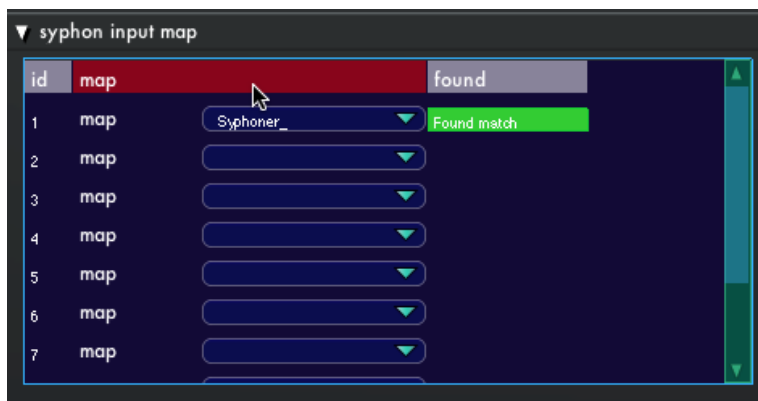 syphon input map
id map found
1 map Syphoner_ Found match
2 map
3 map
4 map
5 map
6 map
7 map